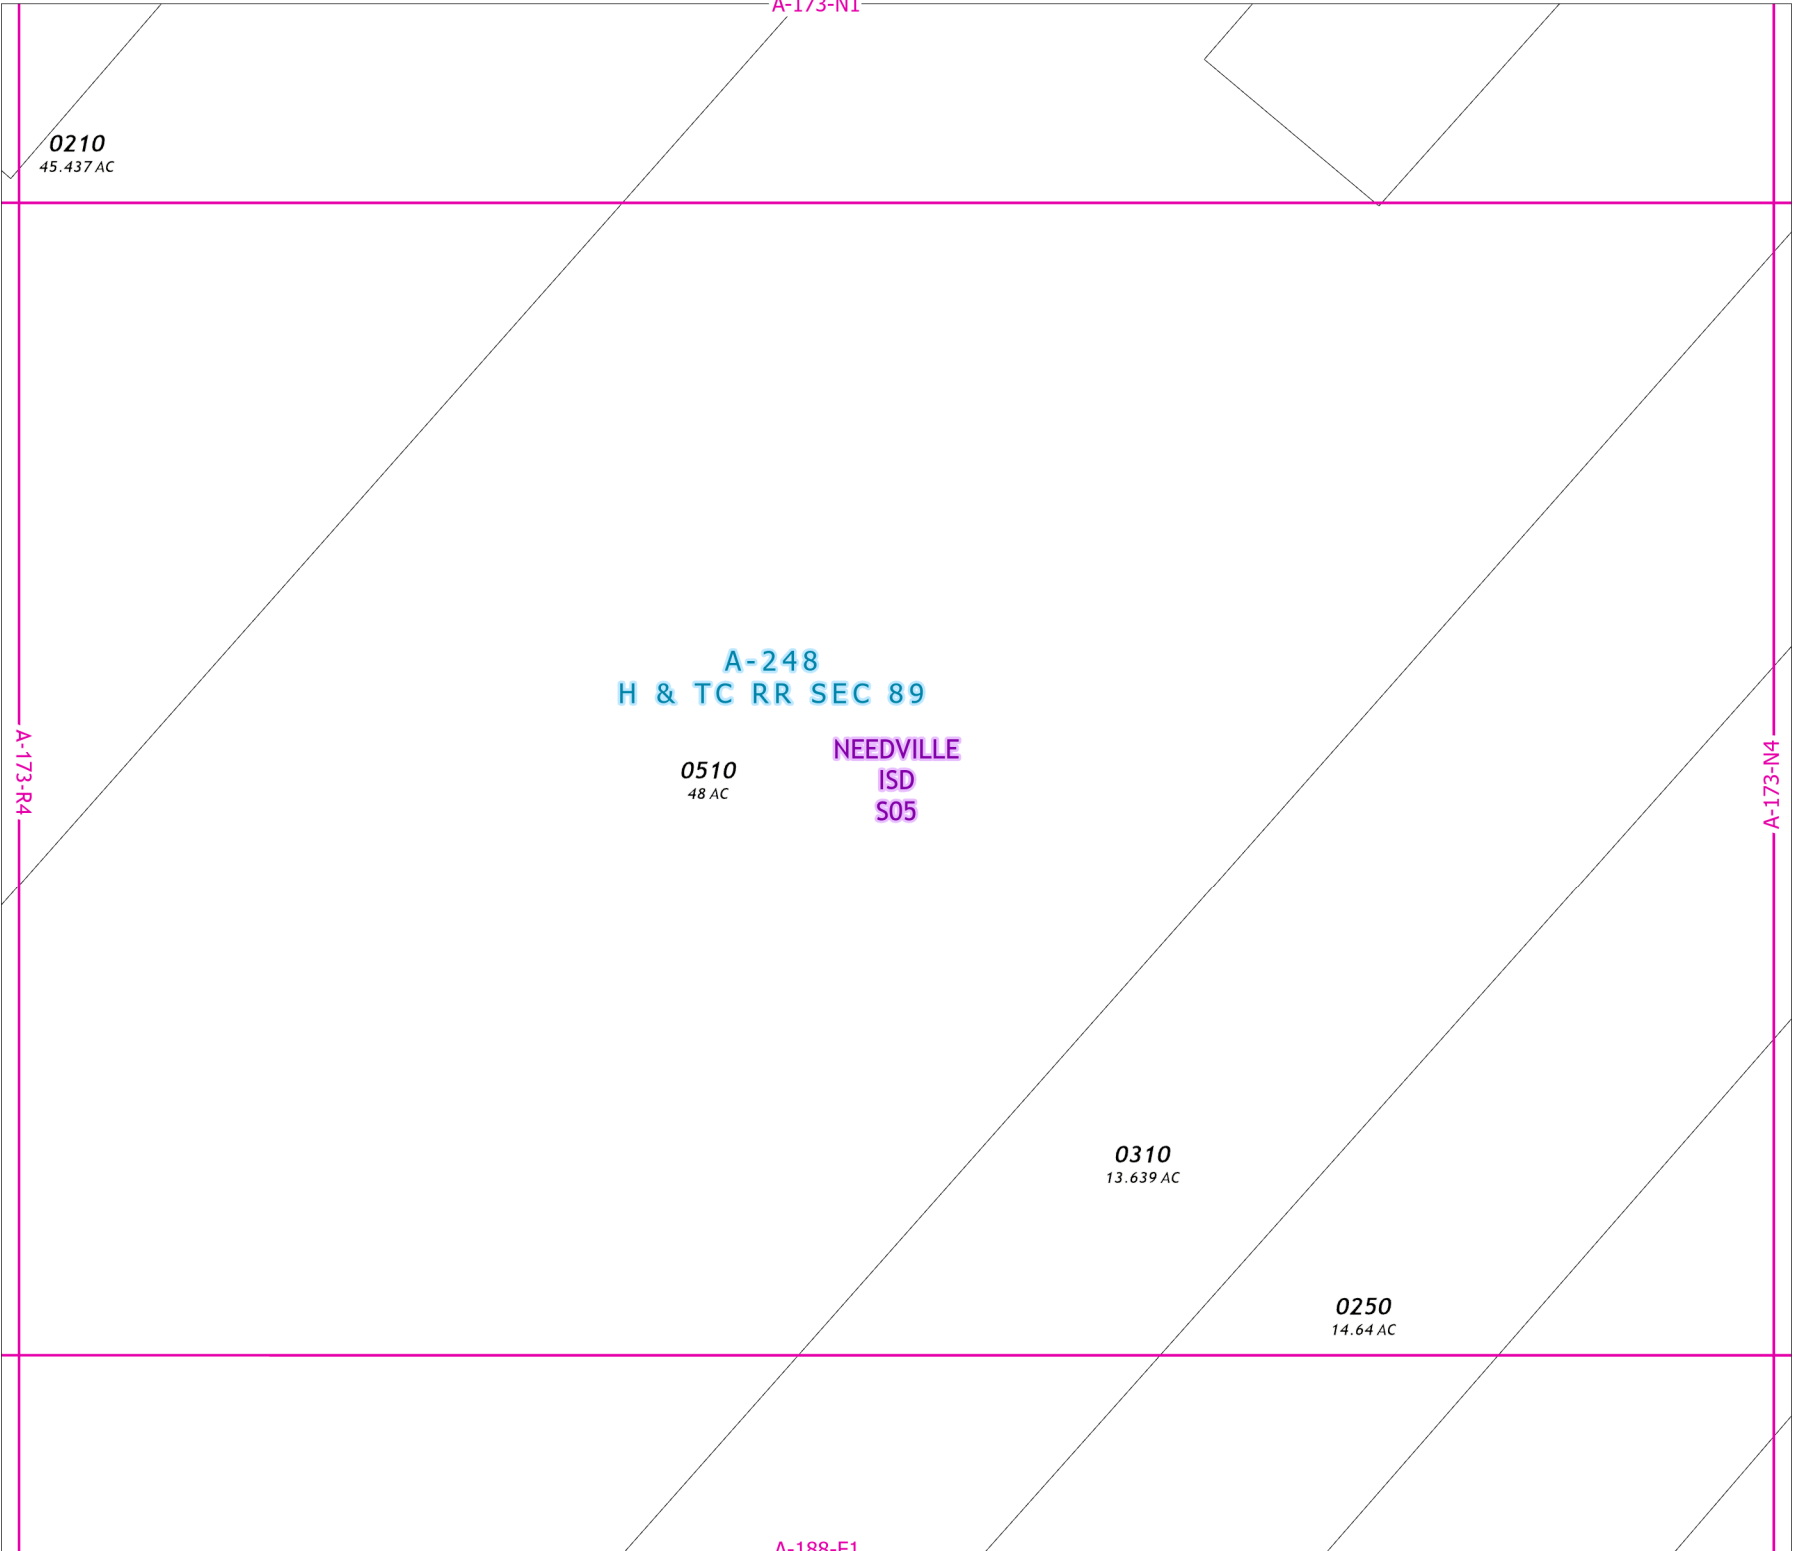 A-173-N1
0210
45.437 AC
A-248
H & TC RR SEC 89
NEEDVILLE
ISD
S05
0510
48 AC
A-173-R4
A-173-N4
0310
13.639 AC
0250
14.64 AC
A-188-F1